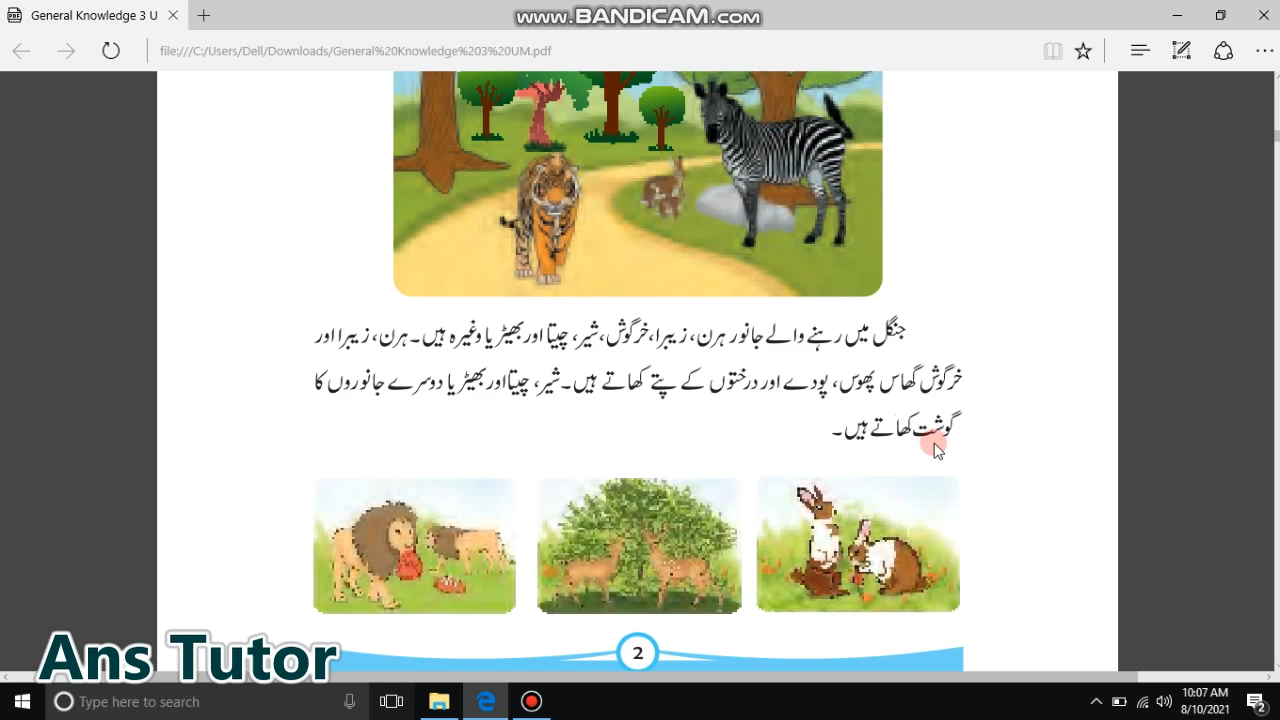 General Knowledge 3 U
www.BANDICAM.com
file:///C:/Users/Dell/Downloads/General%20Knowledge%203%20UM.pdf
جنگل میں رہنے والے جانور ہرن، زیبرا،خرگوش،شیر، چیتا اور بھیڑیا وغیرہ ہیں۔ ہرن، زیبرا اور
خرگوش گھاس پھوس، پودے اور درختوں کے پتے کھاتے ہیں۔ شیر، چیتا اور بھیڑیا دوسرے جانوروں کا
گوشت کھاتے ہیں۔
2
Ans Tutor
Type here to search
10:07 AM
8/10/2021
2